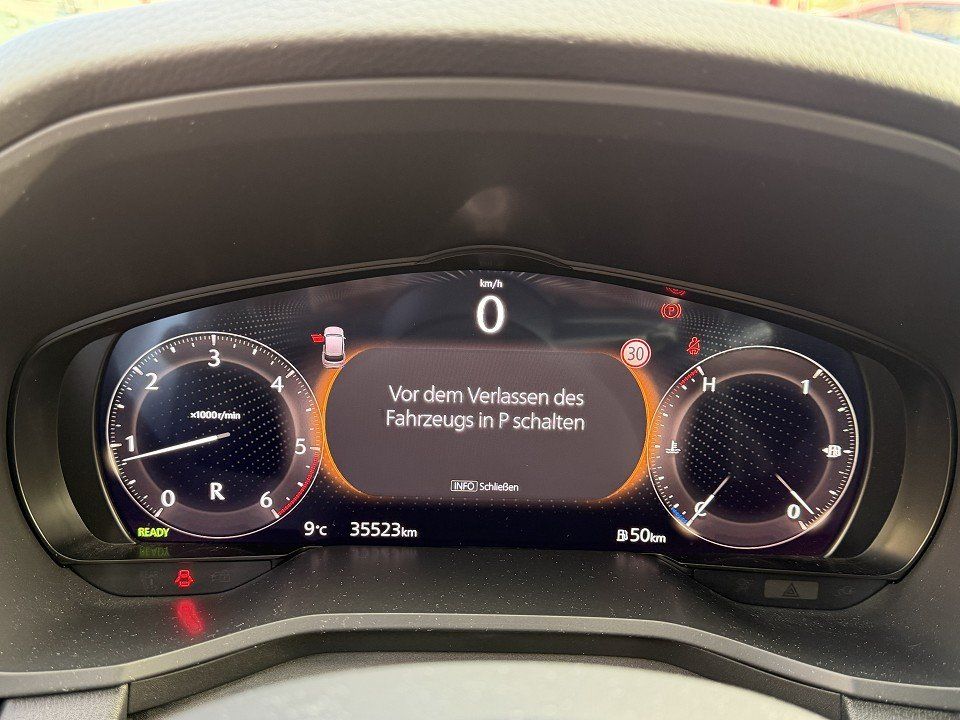 km/h
0
P
30
3
2
4
x1000r/min
1
5
0
R
6
Vor dem Verlassen des
Fahrzeugs in P schalten
INFO Schließen
H
1
C
0
READY
9°C
35523km
50km